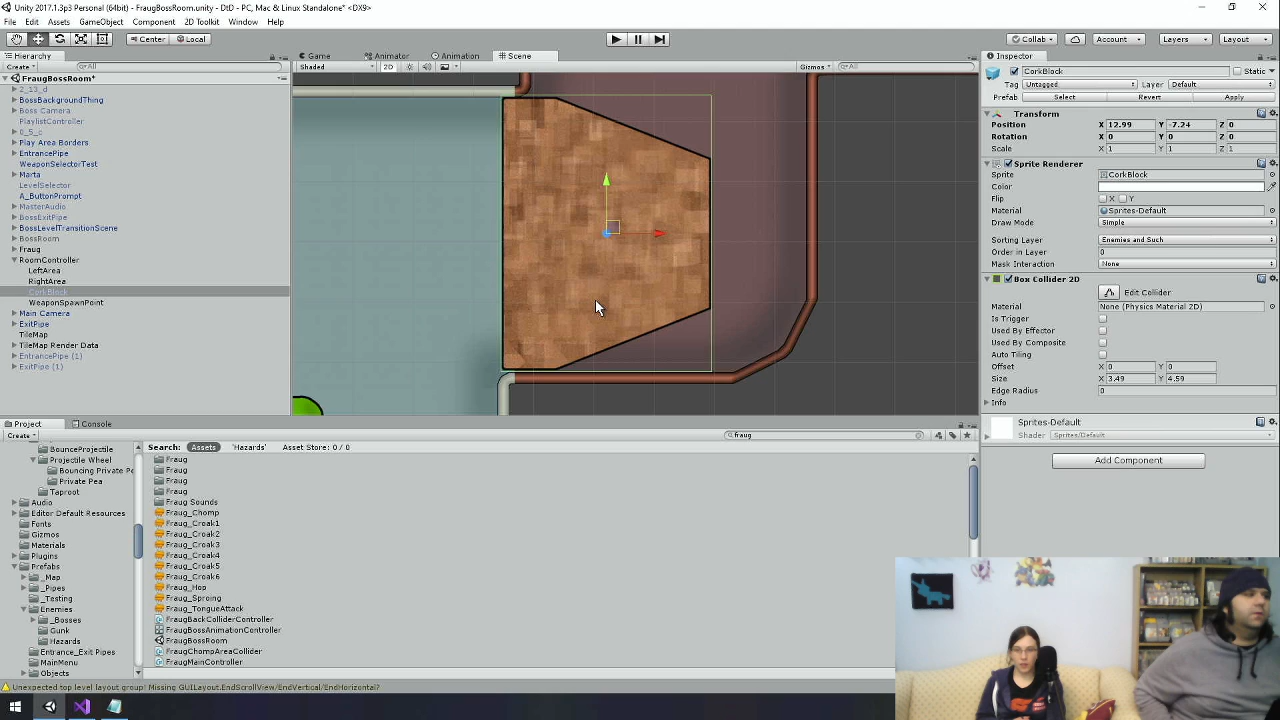 Unity 2017.1.3p3 (64bit) - FraugBossRoom.unity - DtD - PC, Mac & Linux Standalone* <DX9>
File Edit Assets GameObject Component 2D Toolkit Window Help
Center Local Collab Account Layers Layout
Hierarchy
Create All
FraugBossRoom*
2_13_d
BossBackgroundThing
Boss Camera
PlaylistController
0_5_c
Play Area Borders
EntrancePipe
WeaponSelectorTest
Marta
LevelSelector
A_ButtonPrompt
MasterAudio
BossExitPipe
BossLevelTransitionScene
BossRoom
Fraug
RoomController
LeftArea
RightArea
CorkBlock
WeaponSpawnPoint
Main Camera
ExitPipe
TileMap
TileMap Render Data
EntrancePipe (1)
ExitPipe (1)
Game Animator Animation Scene
Shaded 2D Gizmos All
Inspector
CorkBlock Static
Tag Untagged Layer Default
Prefab Select Revert Apply
Transform
Position X 12.99 Y -7.24 Z 0
Rotation X 0 Y 0 Z 0
Scale X 1 Y 1 Z 1
Sprite Renderer
Sprite CorkBlock
Color
Flip X Y
Material Sprites-Default
Draw Mode Simple
Sorting Layer Enemies and Such
Order in Layer 0
Mask Interaction None
Box Collider 2D
Edit Collider
Material None (Physics Material 2D)
Is Trigger
Used By Effector
Used By Composite
Auto Tiling
Offset X 0 Y 0
Size X 3.49 Y 4.59
Edge Radius 0
Info
Sprites-Default
Shader Sprites/Default
Add Component
Project Console
Create fraug
BounceProjectile
Projectile Wheel
Bouncing Private Pe
Private Pea
Taproot
Audio
Editor Default Resources
Fonts
Gizmos
Materials
Plugins
Prefabs
_Map
_Pipes
_Testing
Enemies
_Bosses
Gunk
Hazards
Entrance_Exit Pipes
MainMenu
Objects
Search: Assets 'Hazards' Asset Store: 0 / 0
Fraug
Fraug
Fraug
Fraug
Fraug Sounds
Fraug_Chomp
Fraug_Croak1
Fraug_Croak2
Fraug_Croak3
Fraug_Croak4
Fraug_Croak5
Fraug_Croak6
Fraug_Hop
Fraug_Sproing
Fraug_TongueAttack
FraugBackColliderController
FraugBossAnimationController
FraugBossRoom
FraugChompAreaCollider
FraugMainController
Unexpected top level layout group! Missing GUILayout.EndScrollView/EndVertical/EndHorizontal?